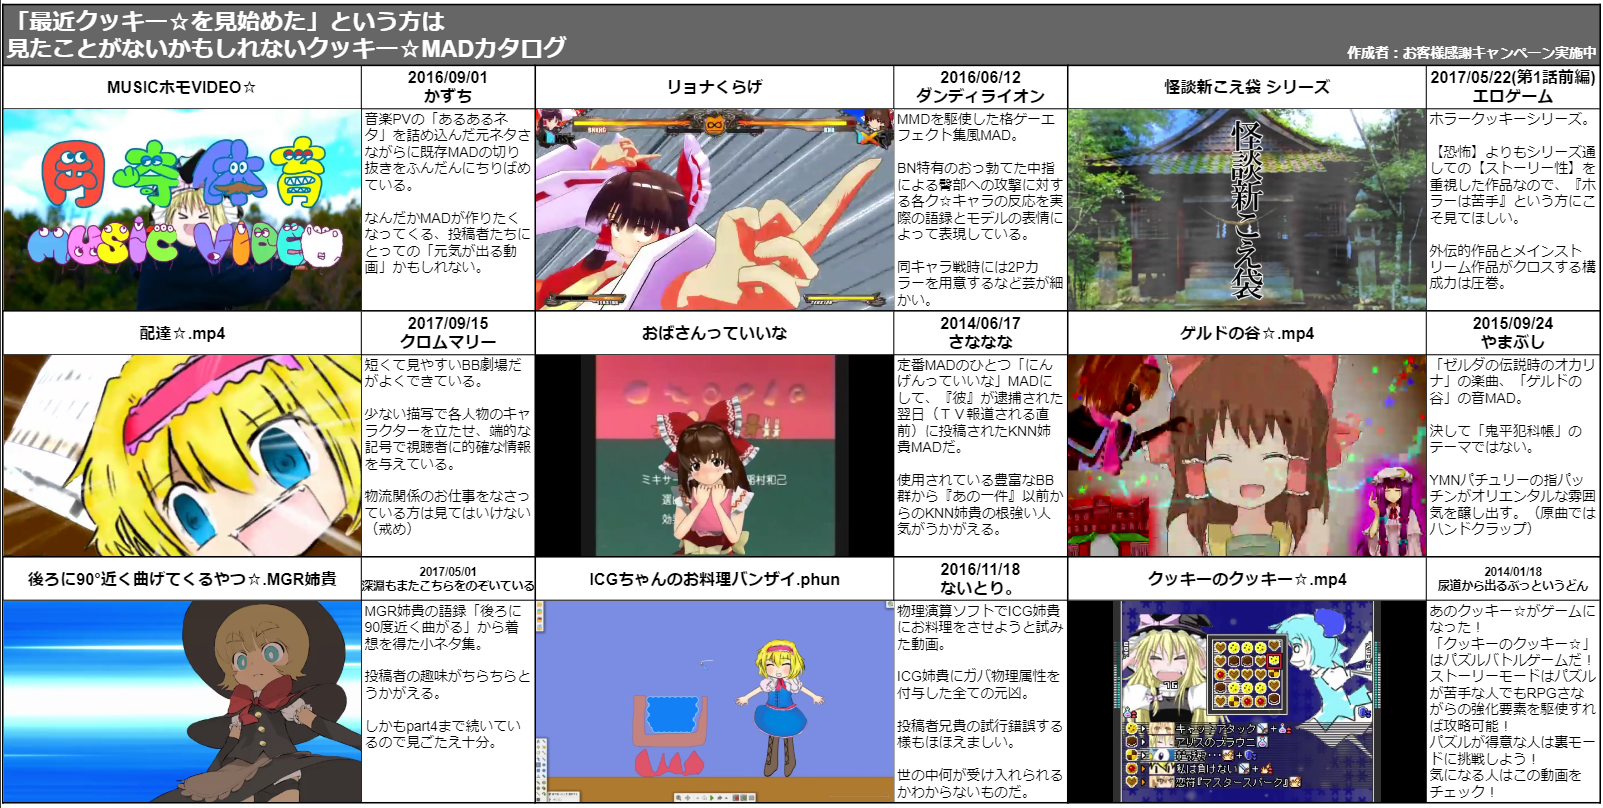 「最近クッキー☆を見始めた」という方は
見たことがないかもしれないクッキー☆MADカタログ
作成者：お客様感謝キャンペーン実施中
MUSICホモVIDEO☆
2016/09/01
かずち
音楽PVの「あるあるネ
タ」を詰め込んだ元ネタさ
ながらに既存MADの切り
抜きをふんだんにちりばめ
ている。
なんだかMADが作りたく
なってくる、投稿者たちに
とっての「元気が出る動
画」かもしれない。
月崎体育
MUSIC VIDEO
リョナくらげ
2016/06/12
ダンディライオン
MMDを駆使した格ゲーエ
フェクト集風MAD。
BN特有のおっ勃てた中指
による臀部への攻撃に対す
る各ク☆キャラの反応を実
際の語録とモデルの表情に
よって表現している。
同キャラ戦時には2Pカ
ラーを用意するなど芸が細
かい。
怪談新こえ袋 シリーズ
2017/05/22(第1話前編)
エロゲーム
怪談新こえ袋
ホラークッキーシリーズ。
【恐怖】よりもシリーズ通
しての【ストーリー性】を
重視した作品なので、『ホ
ラーは苦手』という方にこ
そ見てほしい。
外伝的作品とメインスト
リーム作品がクロスする構
成力は圧巻。
配達☆.mp4
2017/09/15
クロムマリー
短くて見やすいBB劇場だ
がよくできている。
少ない描写で各人物のキャ
ラクターを立たせ、端的な
記号で視聴者に的確な情報
を与えている。
物流関係のお仕事をなさっ
ている方は見てはいけない
（戒め）
おばさんっていいな
2014/06/17
さななな
ミキサー
稲村和己
選
効
定番MADのひとつ「にん
げんっていいな」MADに
して、『彼』が逮捕された
翌日（ＴＶ報道される直
前）に投稿されたKNN姉
貴MADだ。
使用されている豊富なBB
群から『あの一件』以前か
らのKNN姉貴の根強い人
気がうかがえる。
ゲルドの谷☆.mp4
2015/09/24
やまぶし
「ゼルダの伝説時のオカリ
ナ」の楽曲、「ゲルドの
谷」の音MAD。
決して「鬼平犯科帳」の
テーマではない。
YMNパチュリーの指パッ
チンがオリエンタルな雰囲
気を醸し出す。（原曲では
ハンドクラップ）
後ろに90°近く曲げてくるやつ☆.MGR姉貴
2017/05/01
深淵もまたこちらをのぞいている
MGR姉貴の語録「後ろに
90度近く曲がる」から着
想を得た小ネタ集。
投稿者の趣味がちらちらと
うかがえる。
しかもpart4まで続いてい
るので見ごたえ十分。
ICGちゃんのお料理バンザイ.phun
2016/11/18
ないとり。
物理演算ソフトでICG姉貴
にお料理をさせようと試み
た動画。
ICG姉貴にガバ物理属性を
付与した全ての元凶。
投稿者兄貴の試行錯誤する
様もほほえましい。
世の中何が受け入れられる
かわからないものだ。
クッキーのクッキー☆.mp4
2014/01/18
尿道から出るぶっというどん
16
キャッチアタック
アリスのブラウニー
私は負けない
恋符『マスタースパーク』
あのクッキー☆がゲームに
なった！
「クッキーのクッキー☆」
はパズルバトルゲームだ！
ストーリーモードはパズル
が苦手な人でもRPGさな
がらの強化要素を駆使すれ
ば攻略可能！
パズルが得意な人は裏モー
ドに挑戦しよう！
気になる人はこの動画を
チェック！